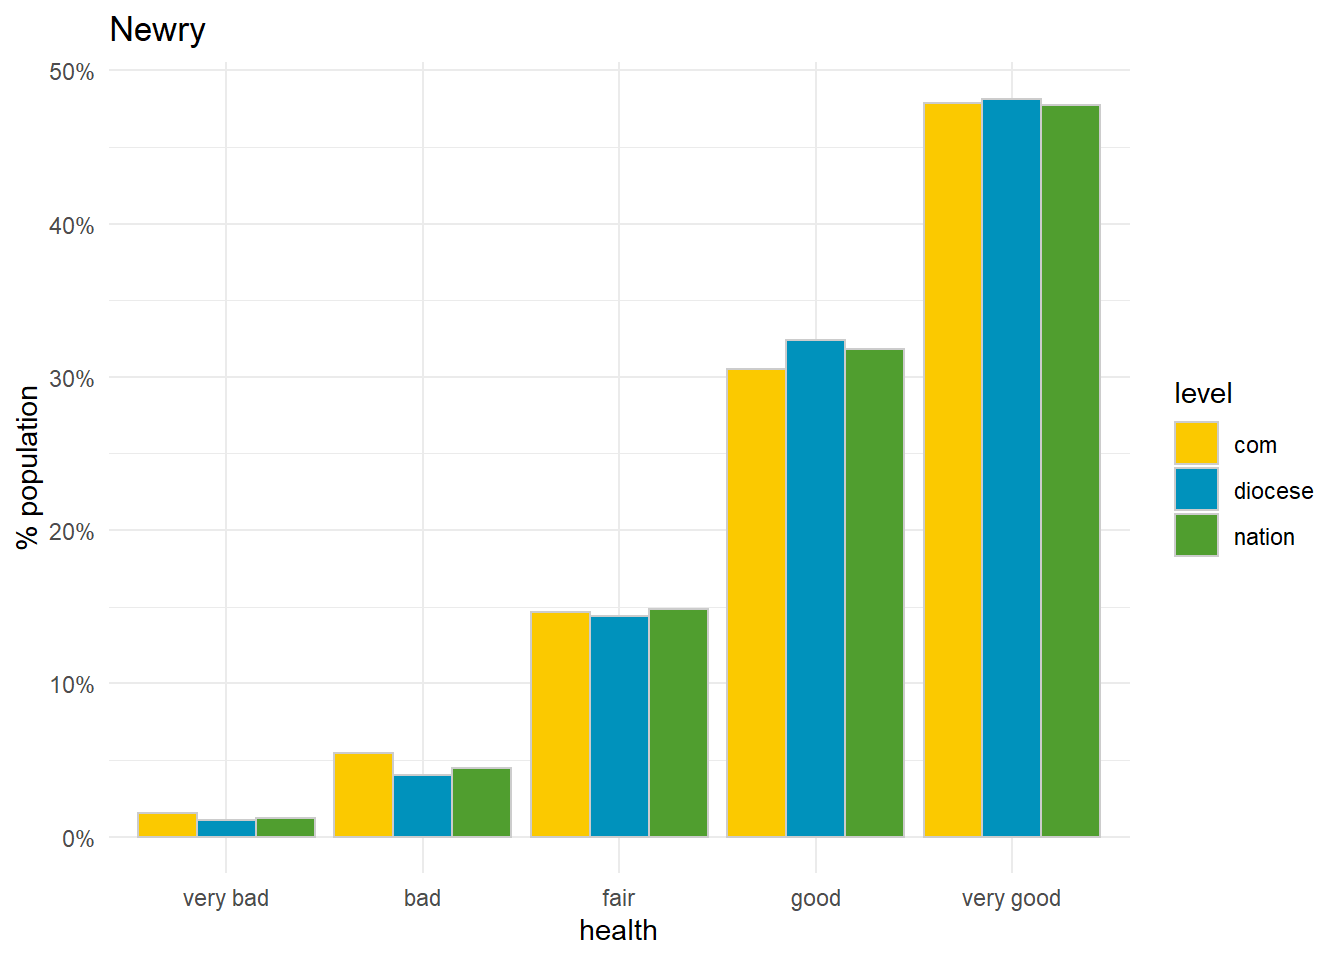 Newry
50%
40%
30%
20%
10%
0%
% population
very bad
bad
fair
good
very good
health
level
com
diocese
nation